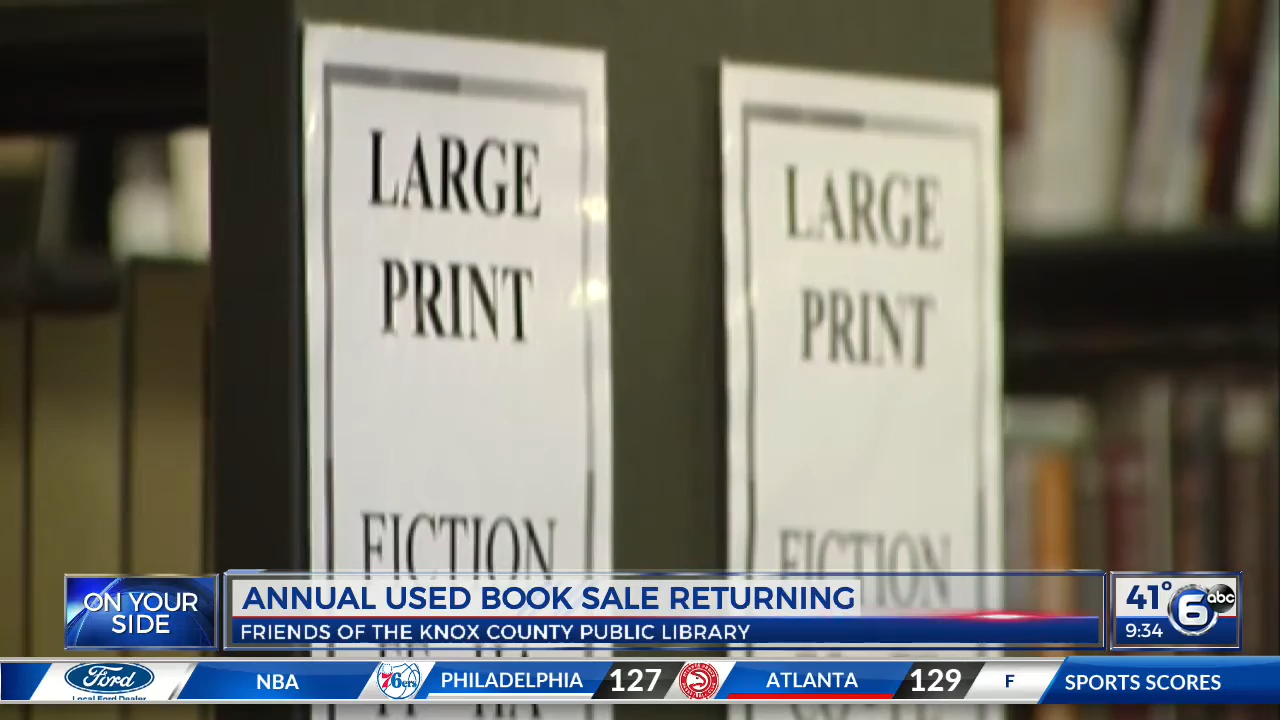 LARGE
PRINT
FICTION
LARGE
PRINT
FICTION
ON YOUR
SIDE
ANNUAL USED BOOK SALE RETURNING
FRIENDS OF THE KNOX COUNTY PUBLIC LIBRARY
41°
6
abc
9:34
Ford
Local Ford Dealer
NBA
76ers
PHILADELPHIA
127
ATLANTA
129
F
SPORTS SCORES